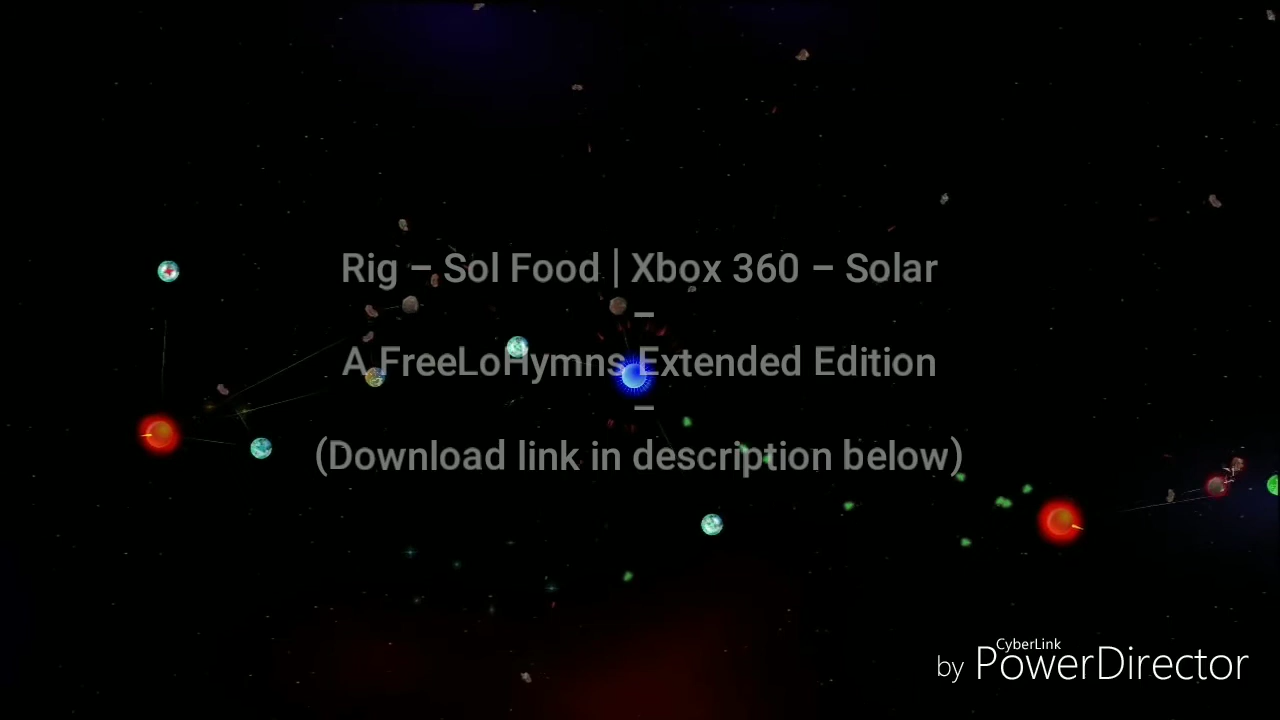 Rig – Sol Food | Xbox 360 – Solar
–
A FreeLoHymns Extended Edition
–
(Download link in description below)
by CyberLink PowerDirector